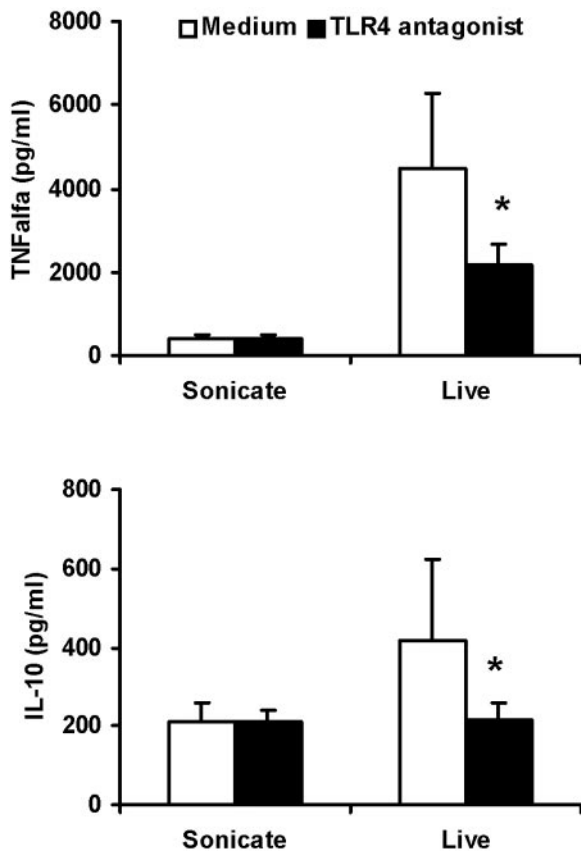 8000
Medium TLR4 antagonist
6000
4000
*
2000
0
TNFalfa (pg/ml)
Sonicate Live
800
600
400
*
200
0
IL-10 (pg/ml)
Sonicate Live